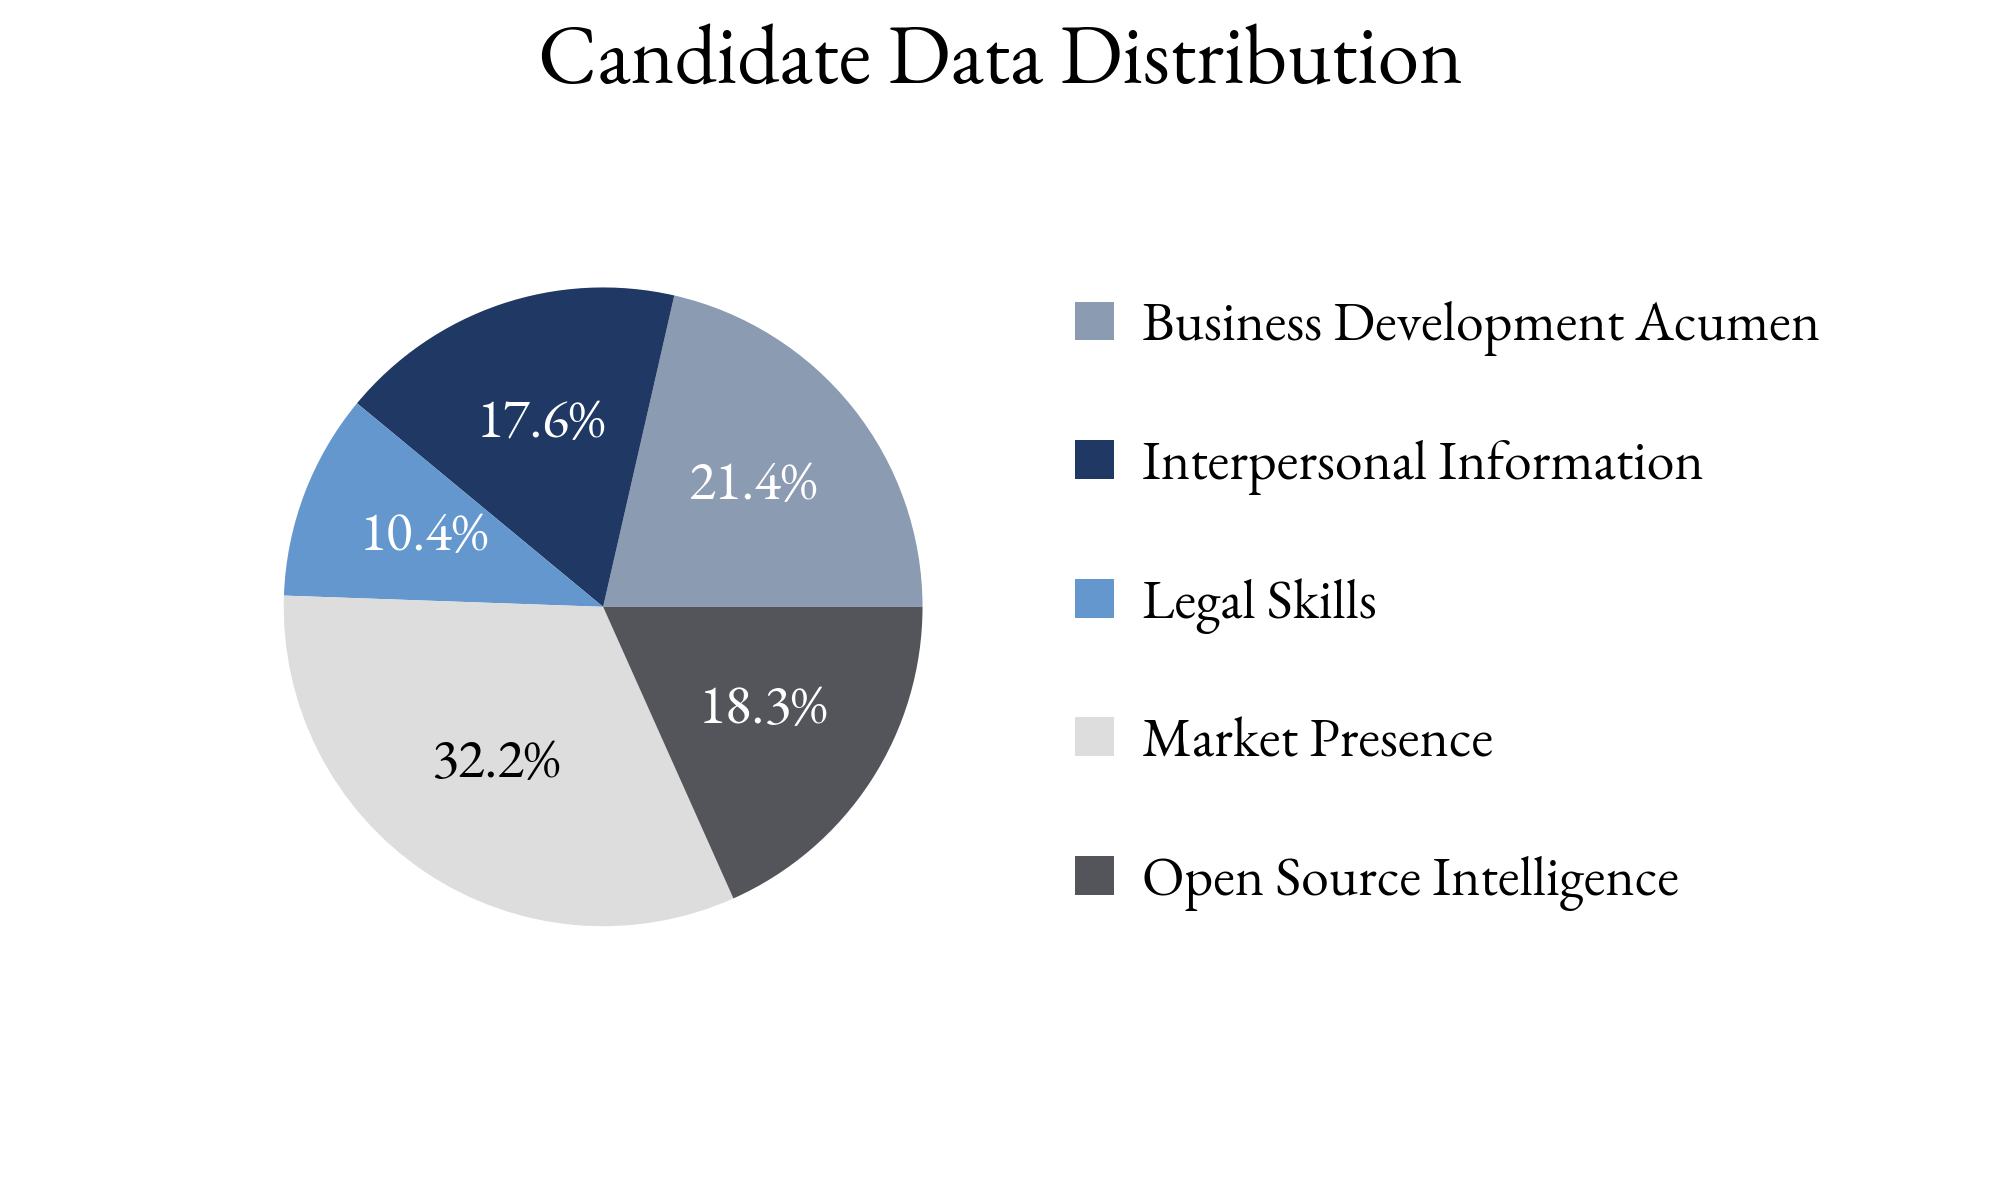 Candidate Data Distribution
17.6%
21.4%
10.4%
18.3%
32.2%
Business Development Acumen
Interpersonal Information
Legal Skills
Market Presence
Open Source Intelligence